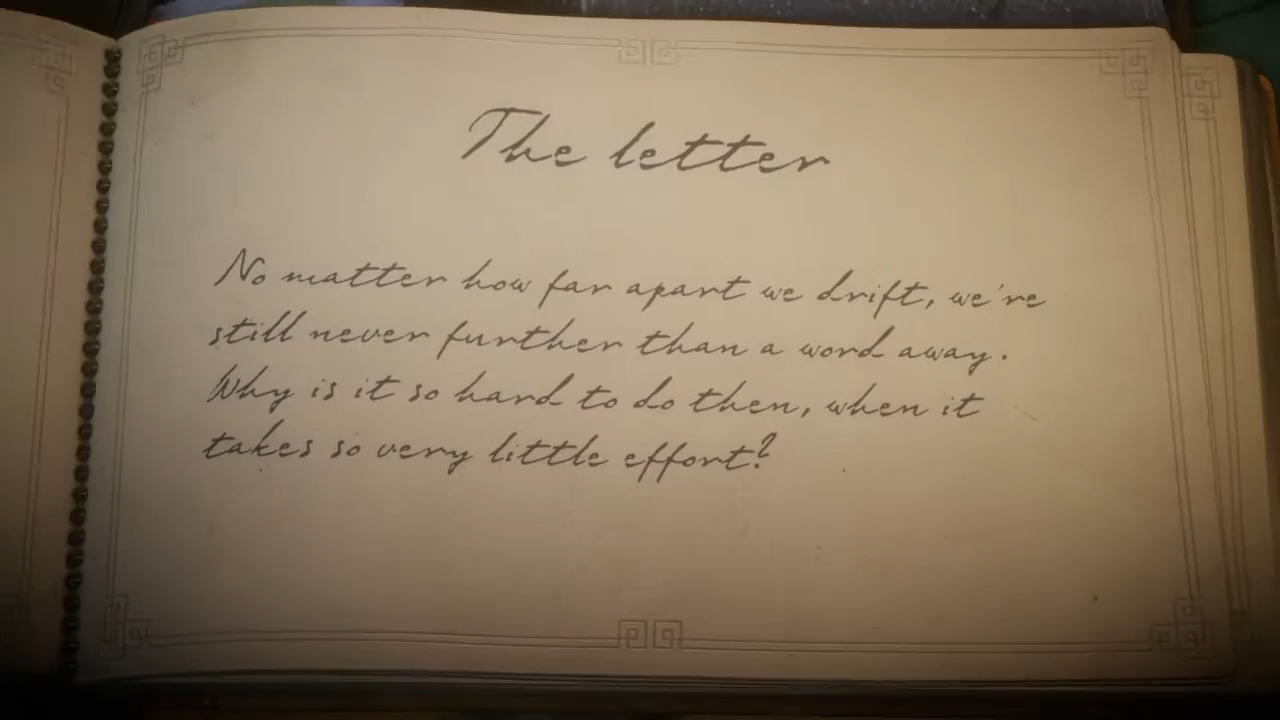 The letter
No matter how far apart we drift, we're
still never further than a word away.
Why is it so hard to do then, when it
takes so very little effort?